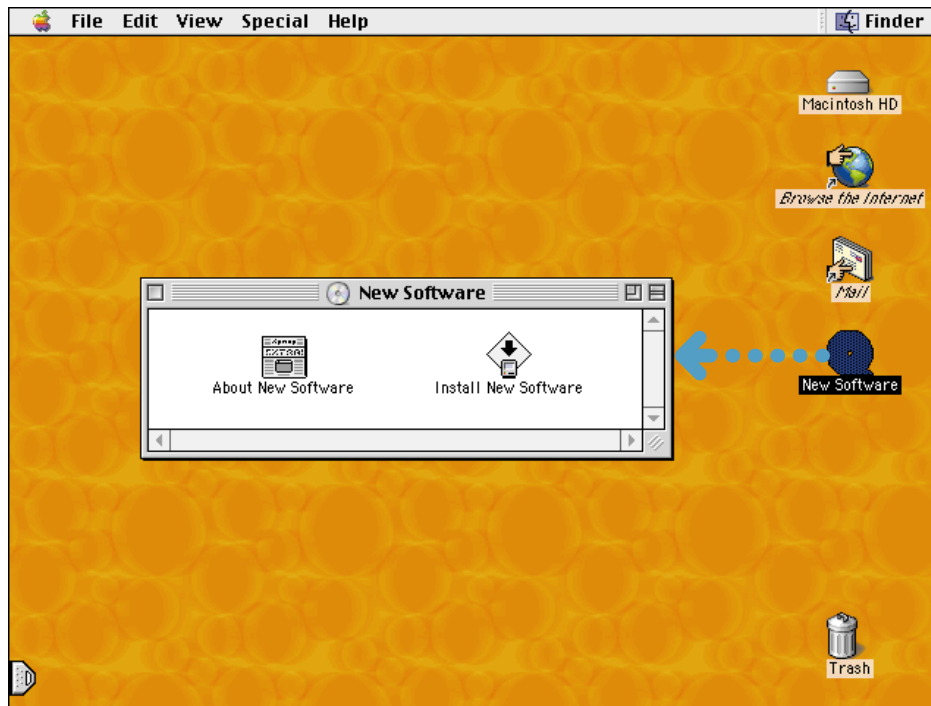 File Edit View Special Help Finder
Macintosh HD
Browse the Internet
Mail
New Software
About New Software
Install New Software
New Software
Trash